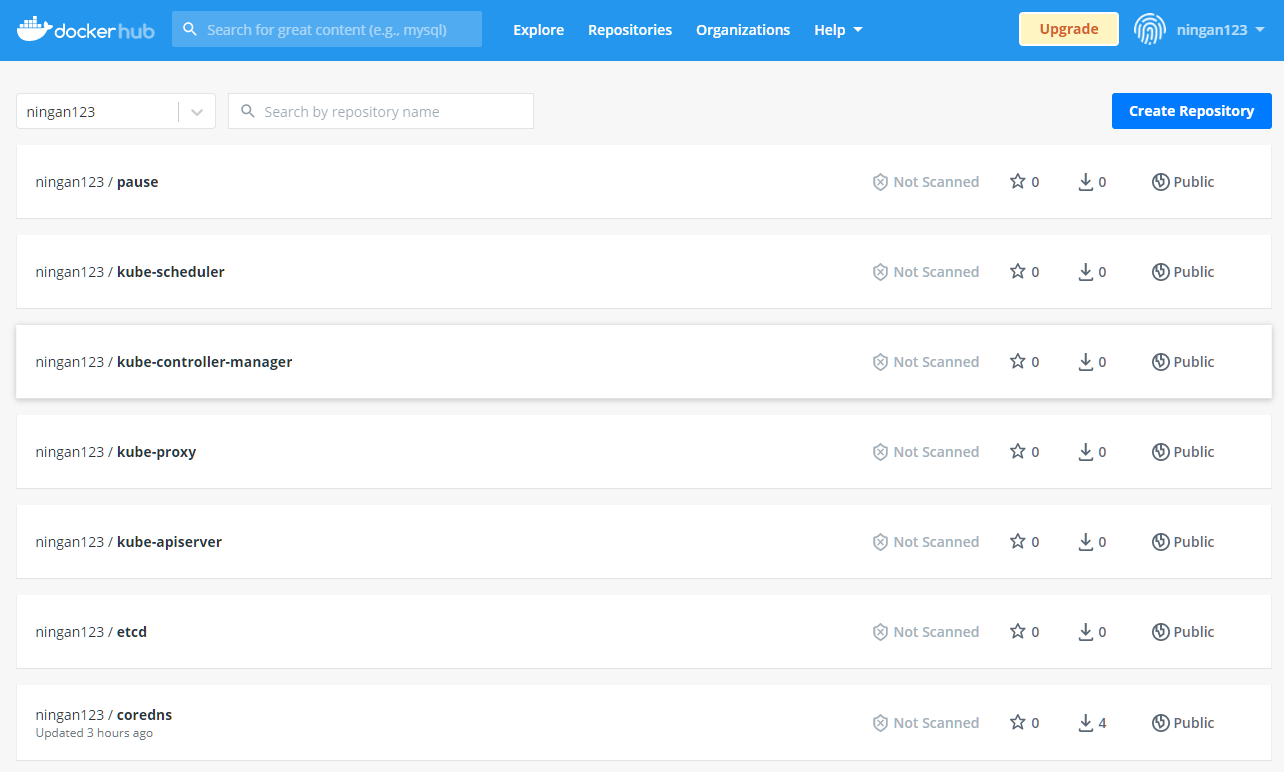 docker hub Search for great content (e.g., mysql) Explore Repositories Organizations Help Upgrade ningan123
ningan123 Search by repository name Create Repository
ningan123 / pause Not Scanned 0 0 Public
ningan123 / kube-scheduler Not Scanned 0 0 Public
ningan123 / kube-controller-manager Not Scanned 0 0 Public
ningan123 / kube-proxy Not Scanned 0 0 Public
ningan123 / kube-apiserver Not Scanned 0 0 Public
ningan123 / etcd Not Scanned 0 0 Public
ningan123 / coredns Not Scanned 0 4 Public
Updated 3 hours ago